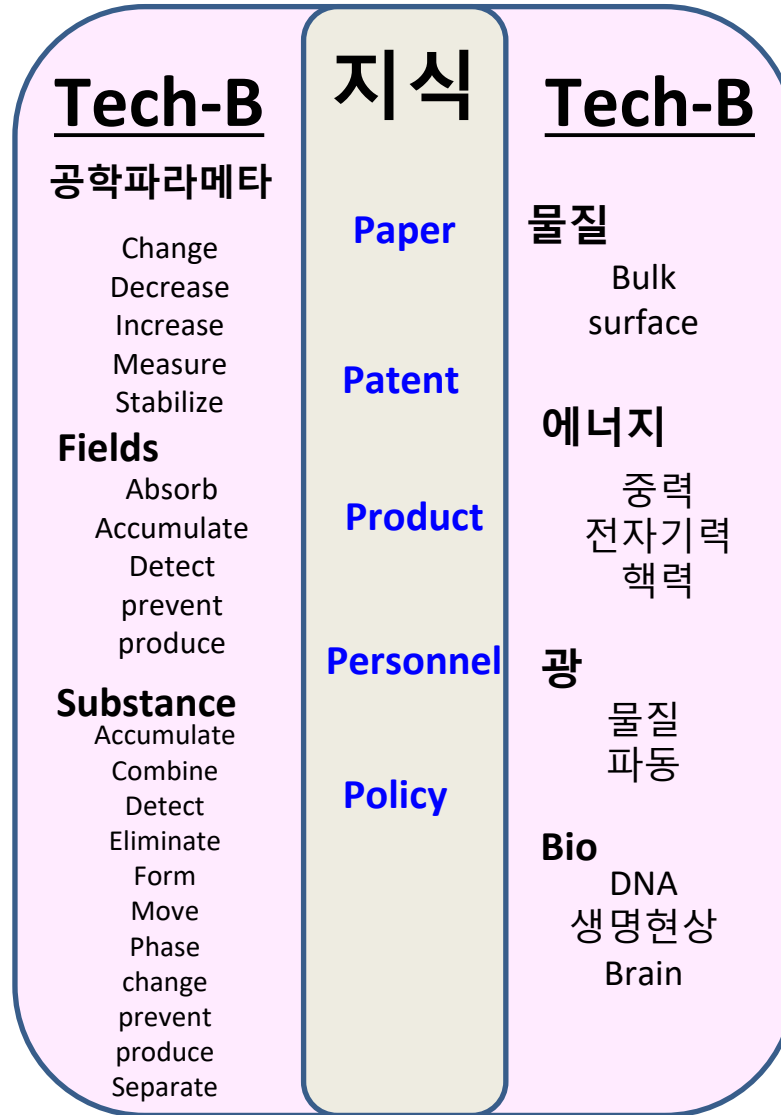 Tech-B
공학파라메타
Change
Decrease
Increase
Measure
Stabilize
Fields
Absorb
Accumulate
Detect
prevent
produce
Substance
Accumulate
Combine
Detect
Eliminate
Form
Move
Phase
change
prevent
produce
Separate
지식
Paper
Patent
Product
Personnel
Policy
Tech-B
물질
Bulk
surface
에너지
중력
전자기력
핵력
광
물질
파동
Bio
DNA
생명현상
Brain